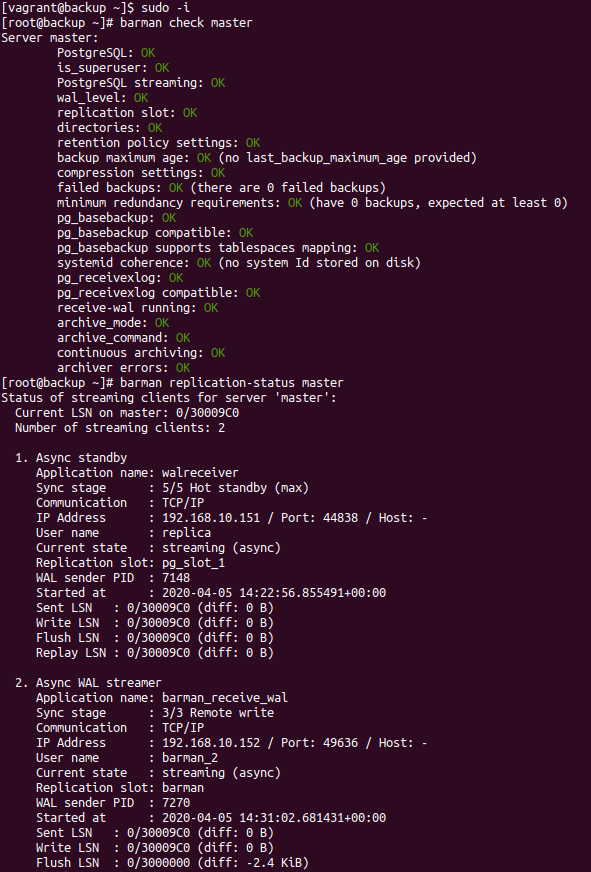 [vagrant@backup ~]$ sudo -i
[root@backup ~]# barman check master
Server master:
        PostgreSQL: OK
        is_superuser: OK
        PostgreSQL streaming: OK
        wal_level: OK
        replication slot: OK
        directories: OK
        retention policy settings: OK
        backup maximum age: OK (no last_backup_maximum_age provided)
        compression settings: OK
        failed backups: OK (there are 0 failed backups)
        minimum redundancy requirements: OK (have 0 backups, expected at least 0)
        pg_basebackup: OK
        pg_basebackup compatible: OK
        pg_basebackup supports tablespaces mapping: OK
        systemid coherence: OK (no system Id stored on disk)
        pg_receivexlog: OK
        pg_receivexlog compatible: OK
        receive-wal running: OK
        archive_mode: OK
        archive_command: OK
        continuous archiving: OK
        archiver errors: OK
[root@backup ~]# barman replication-status master
Status of streaming clients for server 'master':
  Current LSN on master: 0/30009C0
  Number of streaming clients: 2

  1. Async standby
     Application name: walreceiver
     Sync stage      : 5/5 Hot standby (max)
     Communication   : TCP/IP
     IP Address      : 192.168.10.151 / Port: 44838 / Host: -
     User name       : replica
     Current state   : streaming (async)
     Replication slot: pg_slot_1
     WAL sender PID  : 7148
     Started at      : 2020-04-05 14:22:56.855491+00:00
     Sent LSN   : 0/30009C0 (diff: 0 B)
     Write LSN  : 0/30009C0 (diff: 0 B)
     Flush LSN  : 0/30009C0 (diff: 0 B)
     Replay LSN : 0/30009C0 (diff: 0 B)

  2. Async WAL streamer
     Application name: barman_receive_wal
     Sync stage      : 3/3 Remote write
     Communication   : TCP/IP
     IP Address      : 192.168.10.152 / Port: 49636 / Host: -
     User name       : barman_2
     Current state   : streaming (async)
     Replication slot: barman
     WAL sender PID  : 7270
     Started at      : 2020-04-05 14:31:02.681431+00:00
     Sent LSN   : 0/30009C0 (diff: 0 B)
     Write LSN  : 0/30009C0 (diff: 0 B)
     Flush LSN  : 0/3000000 (diff: -2.4 KiB)